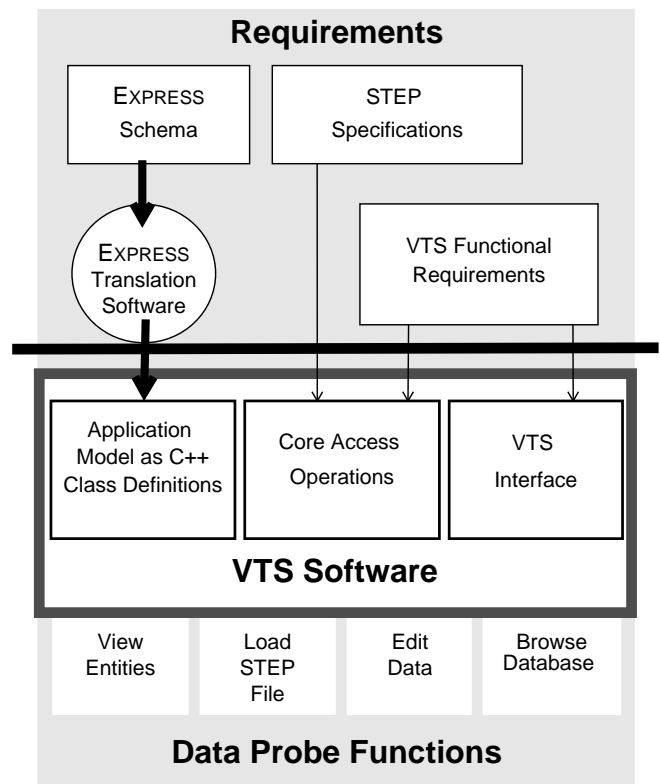 Requirements
EXPRESS
Schema
STEP
Specifications
EXPRESS
Translation
Software
VTS Functional
Requirements
Application
Model as C++
Class Definitions
Core Access
Operations
VTS
Interface
VTS Software
View
Entities
Load
STEP
File
Edit
Data
Browse
Database
Data Probe Functions